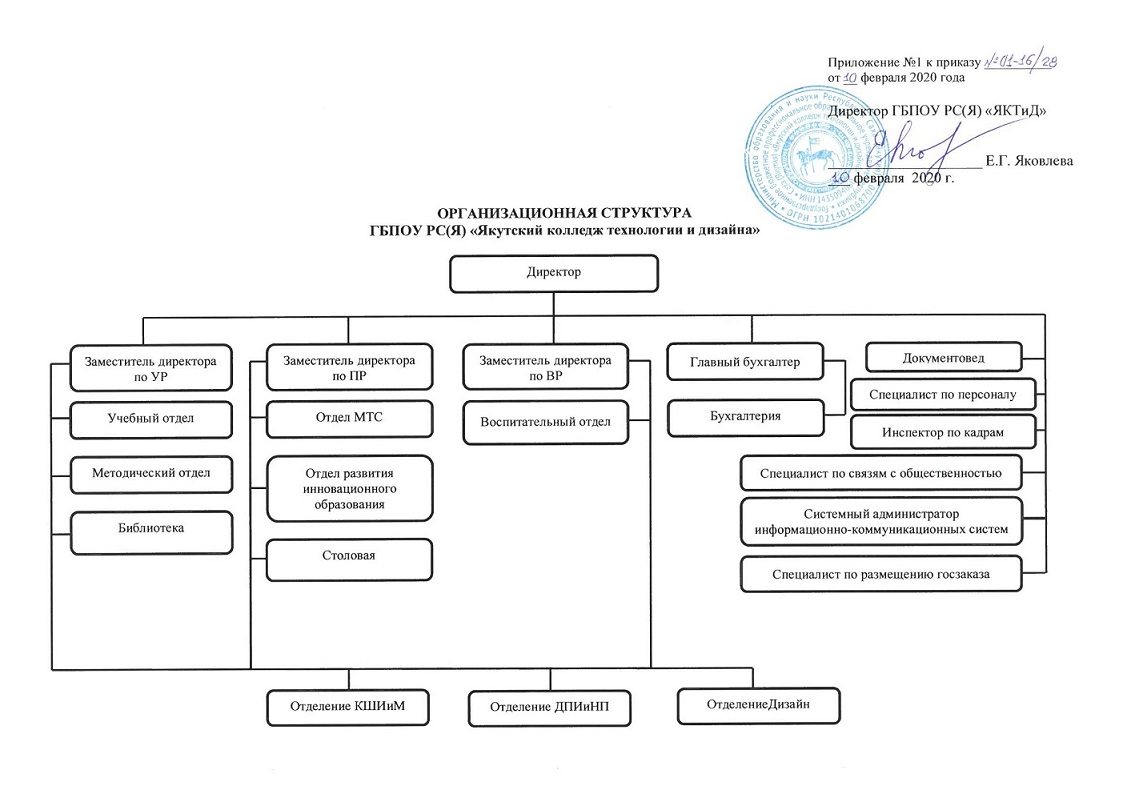 Приложение №1 к приказу №01-16/28
от 10 февраля 2020 года
Директор ГБПОУ РС(Я) «ЯКТиД»
Е.Г. Яковлева
10 февраля 2020 г.
ОРГАНИЗАЦИОННАЯ СТРУКТУРА
ГБПОУ РС(Я) «Якутский колледж технологии и дизайна»
Директор
Заместитель директора
по УР
Учебный отдел
Методический отдел
Библиотека
Заместитель директора
по ПР
Отдел МТС
Отдел развития
инновационного
образования
Столовая
Заместитель директора
по ВР
Воспитательный отдел
Главный бухгалтер
Бухгалтерия
Документовед
Специалист по персоналу
Инспектор по кадрам
Специалист по связям с общественностью
Системный администратор
информационно-коммуникационных систем
Специалист по размещению госзаказа
Отделение КШИиМ
Отделение ДПИиНП
ОтделениеДизайн